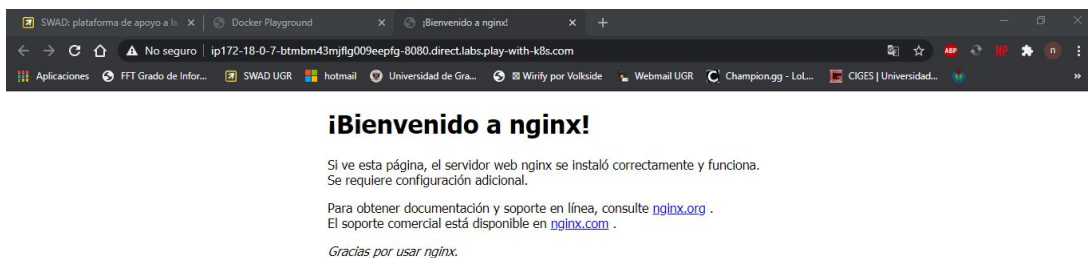 SWAD: plataforma de apoyo a la
Docker Playground
¡Bienvenido a nginx!
No seguro
ip172-18-0-7-btmbm43mjflg009eepfg-8080.direct.labs.play-with-k8s.com
ABP
NP
n
Aplicaciones
FFT Grado de Infor...
SWAD UGR
hotmail
Universidad de Gra...
Wirify por Volkside
Webmail UGR
Champion.gg - LoL...
CIGES | Universidad...
¡Bienvenido a nginx!
Si ve esta página, el servidor web nginx se instaló correctamente y funciona.
Se requiere configuración adicional.
Para obtener documentación y soporte en línea, consulte nginx.org .
El soporte comercial está disponible en nginx.com .
Gracias por usar nginx.